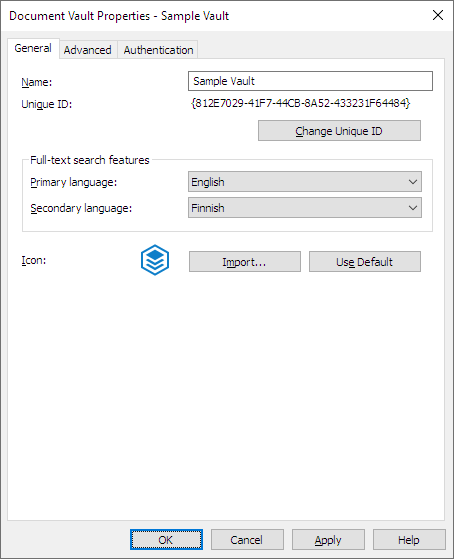 Document Vault Properties - Sample Vault
General Advanced Authentication
Name: Sample Vault
Unique ID: {812E7029-41F7-44CB-8A52-433231F64484}
Change Unique ID
Full-text search features
Primary language: English
Secondary language: Finnish
Icon: Import... Use Default
OK Cancel Apply Help